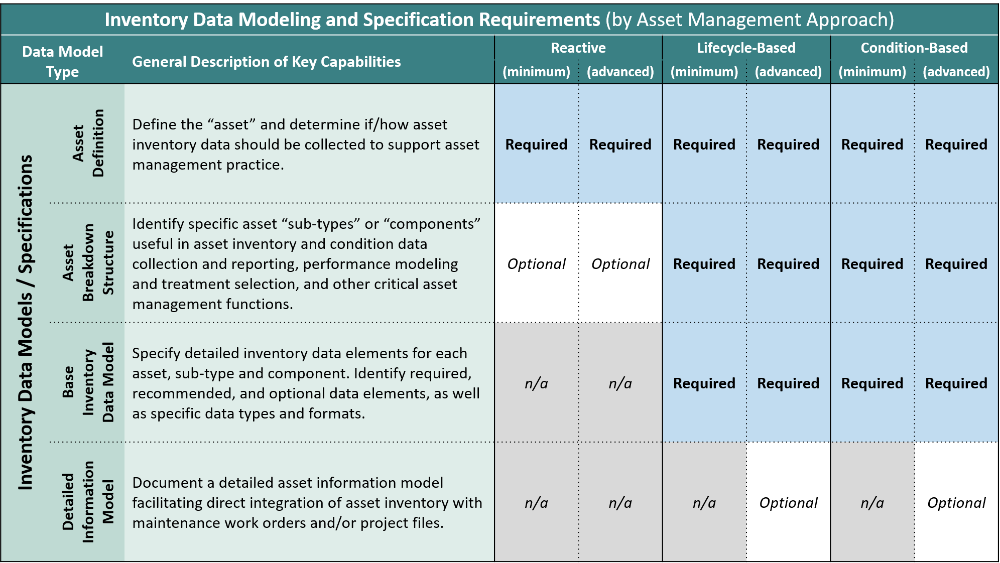 Inventory Data Modeling and Specification Requirements (by Asset Management Approach)
Data Model
Type
General Description of Key Capabilities
Reactive
Lifecycle-Based
Condition-Based
(minimum)
(advanced)
(minimum)
(advanced)
(minimum)
(advanced)
Inventory Data Models / Specifications
Asset
Definition
Define the “asset” and determine if/how asset
inventory data should be collected to support asset
management practice.
Required
Required
Required
Required
Required
Required
Asset
Breakdown
Structure
Identify specific asset “sub-types” or “components”
useful in asset inventory and condition data
collection and reporting, performance modeling
and treatment selection, and other critical asset
management functions.
Optional
Optional
Required
Required
Required
Required
Base
Inventory
Data Model
Specify detailed inventory data elements for each
asset, sub-type and component. Identify required,
recommended, and optional data elements, as well
as specific data types and formats.
n/a
n/a
Required
Required
Required
Required
Detailed
Information
Model
Document a detailed asset information model
facilitating direct integration of asset inventory with
maintenance work orders and/or project files.
n/a
n/a
n/a
Optional
n/a
Optional